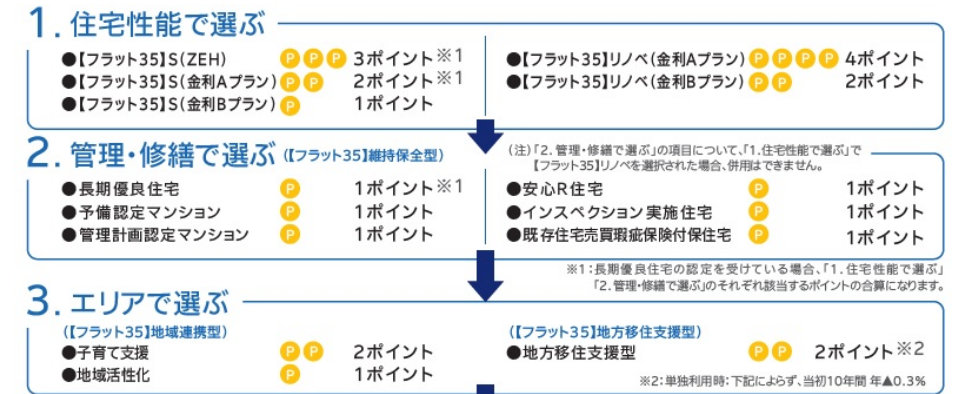 1. 住宅性能で選ぶ
●【フラット35】S(ZEH) P P P 3ポイント※1
●【フラット35】S(金利Aプラン) P P 2ポイント※1
●【フラット35】S(金利Bプラン) P 1ポイント
●【フラット35】リノベ(金利Aプラン) P P P P 4ポイント
●【フラット35】リノベ(金利Bプラン) P P 2ポイント
2. 管理・修繕で選ぶ(【フラット35】維持保全型)
(注)「2.管理・修繕で選ぶ」の項目について、「1.住宅性能で選ぶ」で
【フラット35】リノベを選択された場合、併用はできません。
●長期優良住宅 P 1ポイント※1
●予備認定マンション P 1ポイント
●管理計画認定マンション P 1ポイント
●安心R住宅 P 1ポイント
●インスペクション実施住宅 P 1ポイント
●既存住宅売買瑕疵保険付保住宅 P 1ポイント
※1:長期優良住宅の認定を受けている場合、「1.住宅性能で選ぶ」
「2.管理・修繕で選ぶ」のそれぞれ該当するポイントの合算になります。
3. エリアで選ぶ
(【フラット35】地域連携型)
●子育て支援 P P 2ポイント
●地域活性化 P 1ポイント
(【フラット35】地方移住支援型)
●地方移住支援型 P P 2ポイント※2
※2:単独利用時:下記によらず、当初10年間 年▲0.3%